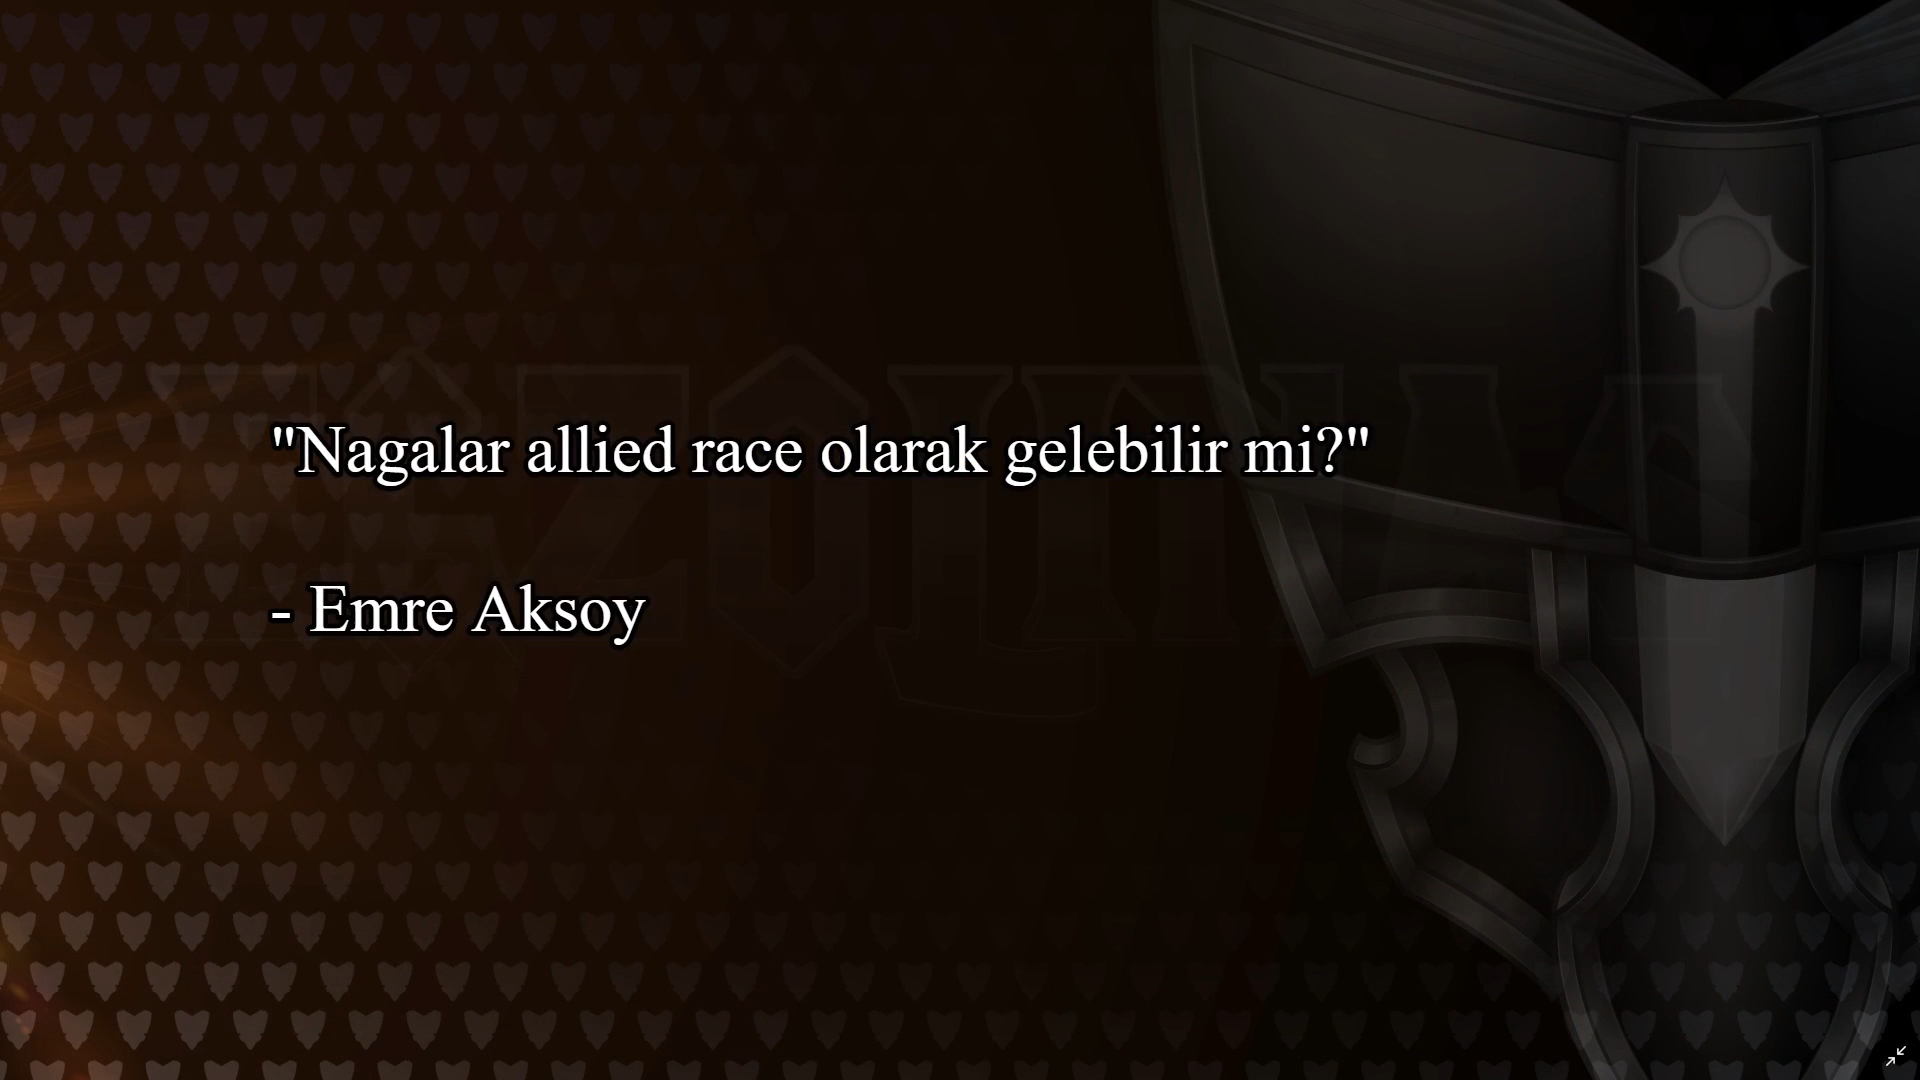 "Nagalar allied race olarak gelebilir mi?"
- Emre Aksoy